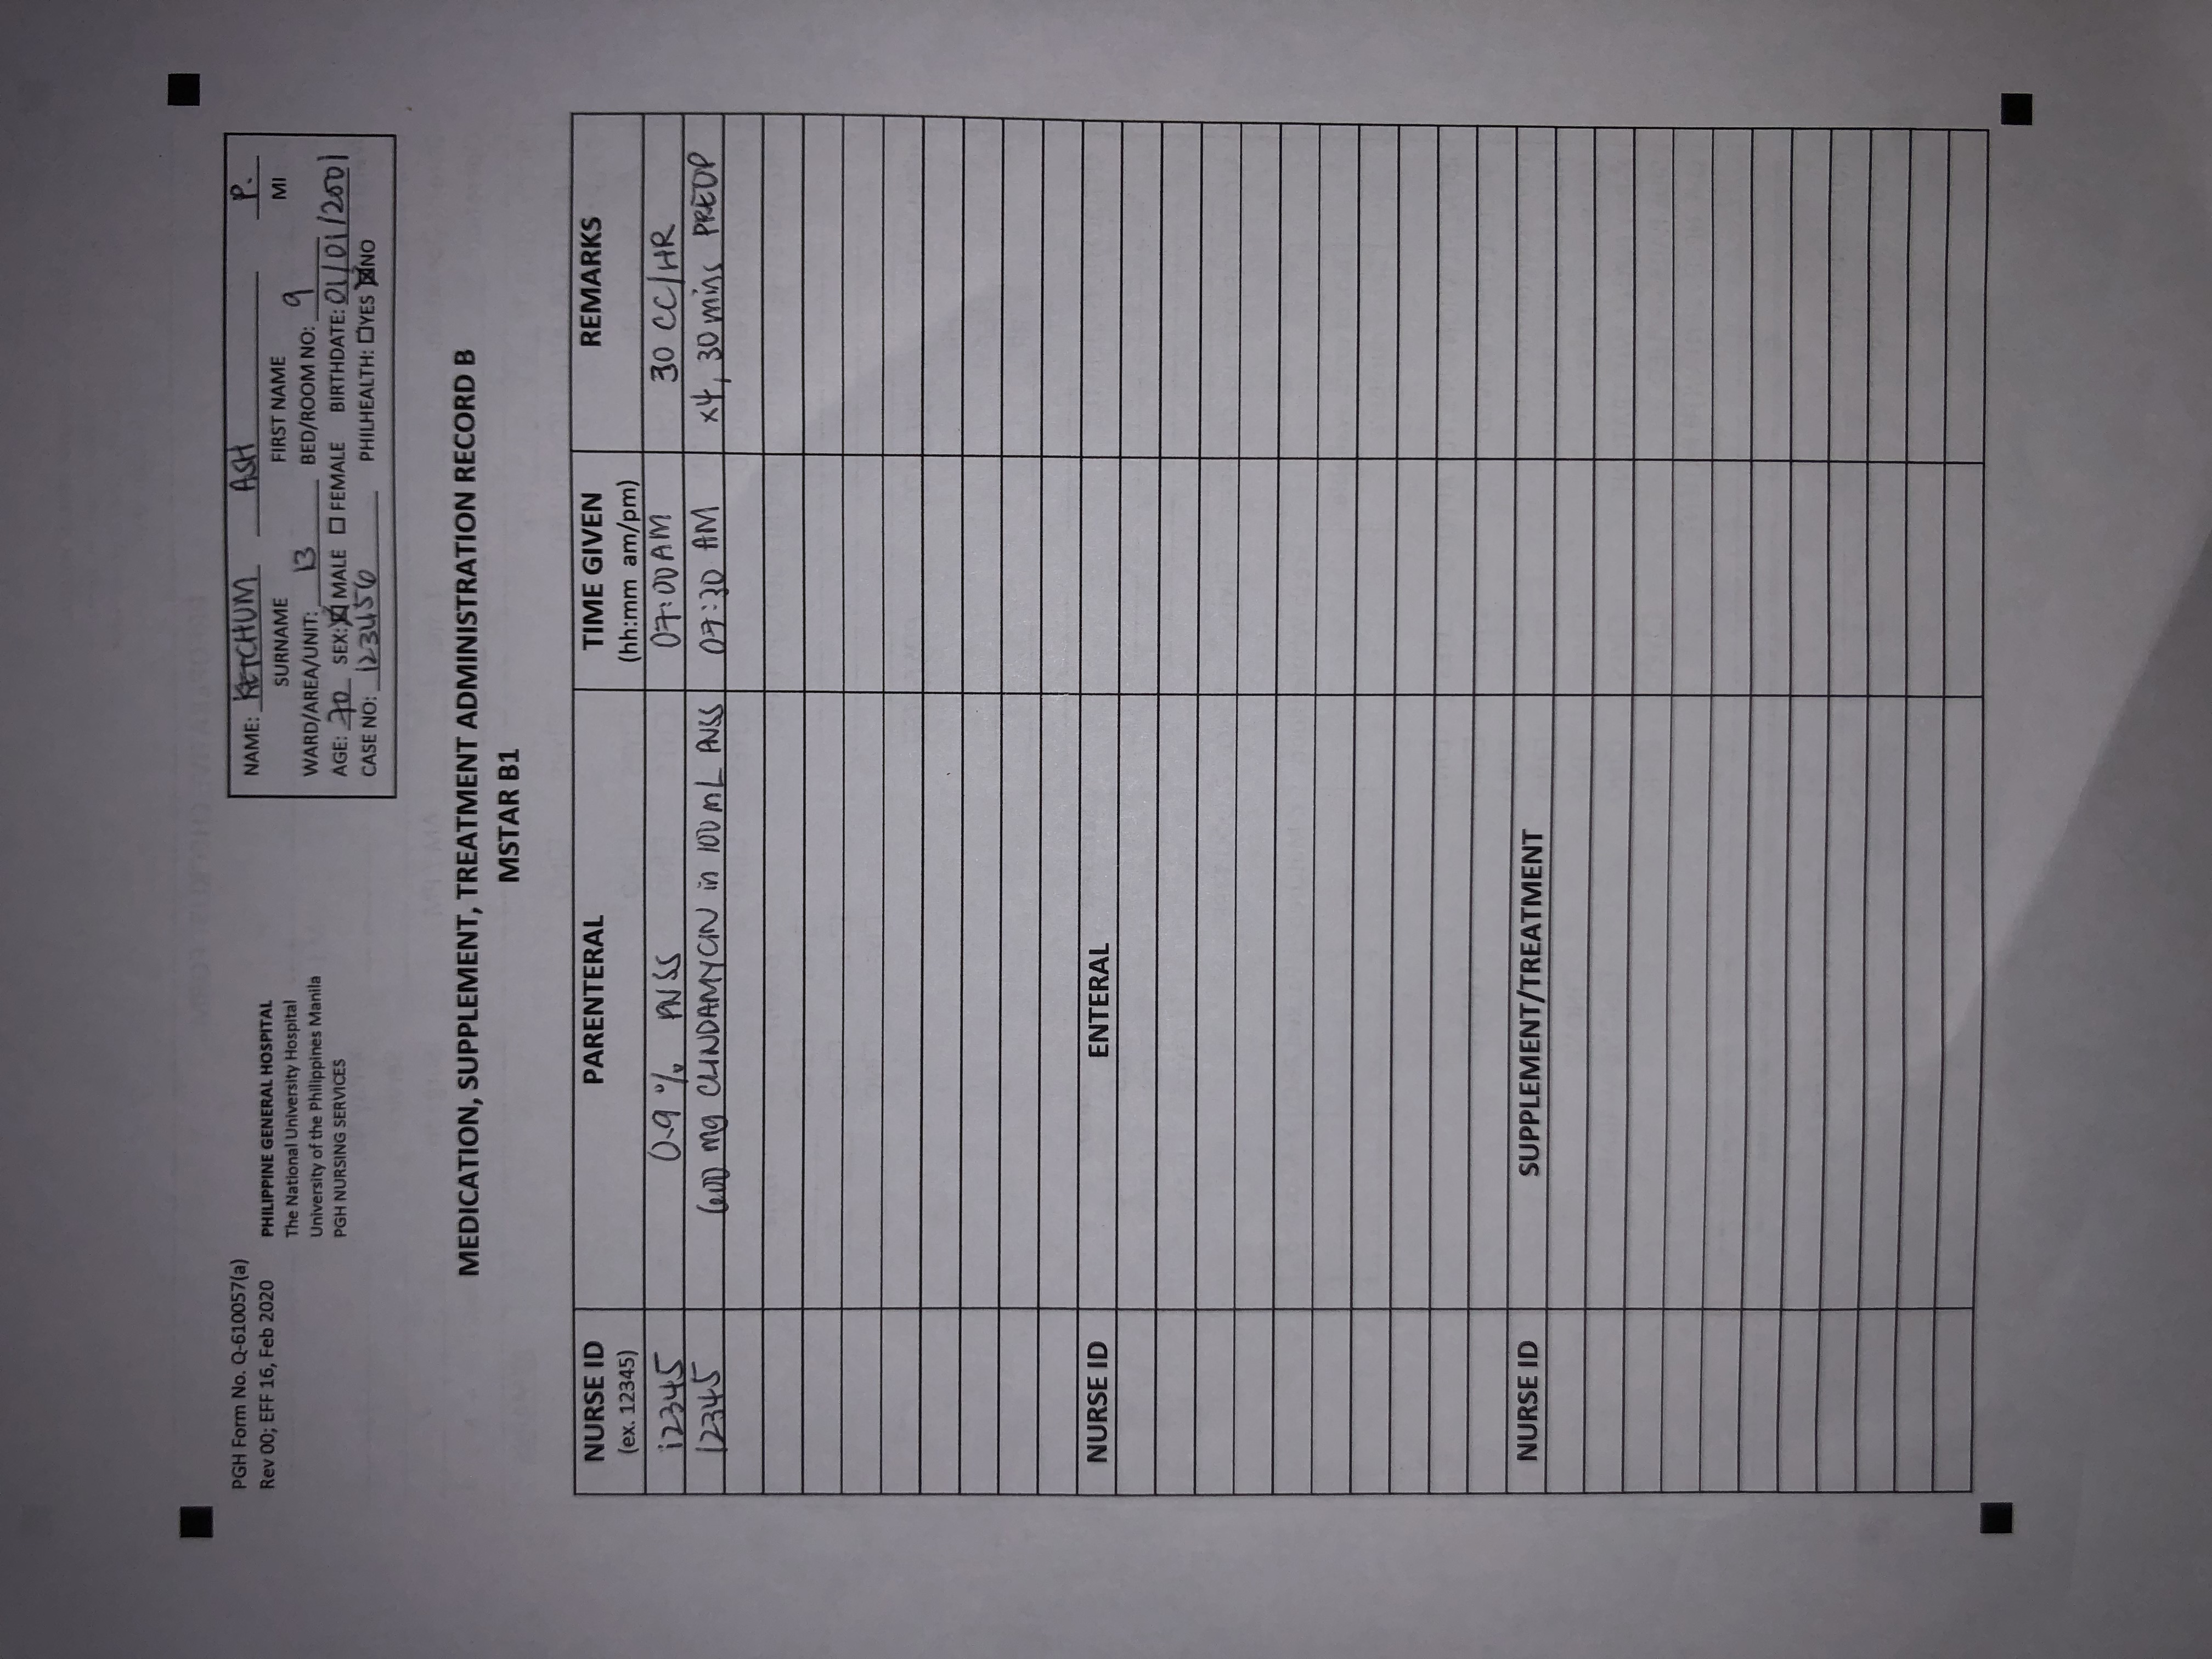 PGH Form No. Q-610057(a)
Rev 00; EFF 16, Feb 2020
PHILIPPINE GENERAL HOSPITAL
The National University Hospital
University of the Philippines Manila
PGH NURSING SERVICES
NAME: KETCHUM ASH P.
SURNAME FIRST NAME MI
WARD/AREA/UNIT: 13 BED/ROOM NO: 9
AGE: 70 SEX: ☒ MALE ☐ FEMALE BIRTHDATE: 01/01/2001
CASE NO: 123456 PHILHEALTH: ☐YES ☒NO
MEDICATION, SUPPLEMENT, TREATMENT ADMINISTRATION RECORD B
MSTAR B1
NURSE ID PARENTERAL TIME GIVEN REMARKS
(ex. 12345) (hh:mm am/pm)
12345 0.9 % PNSS 07:00 AM 30 CC/HR
12345 600 mg CLINDAMYCIN in 100 mL PNSS 07:30 AM x4, 30 mins PREOP
NURSE ID ENTERAL
NURSE ID SUPPLEMENT/TREATMENT